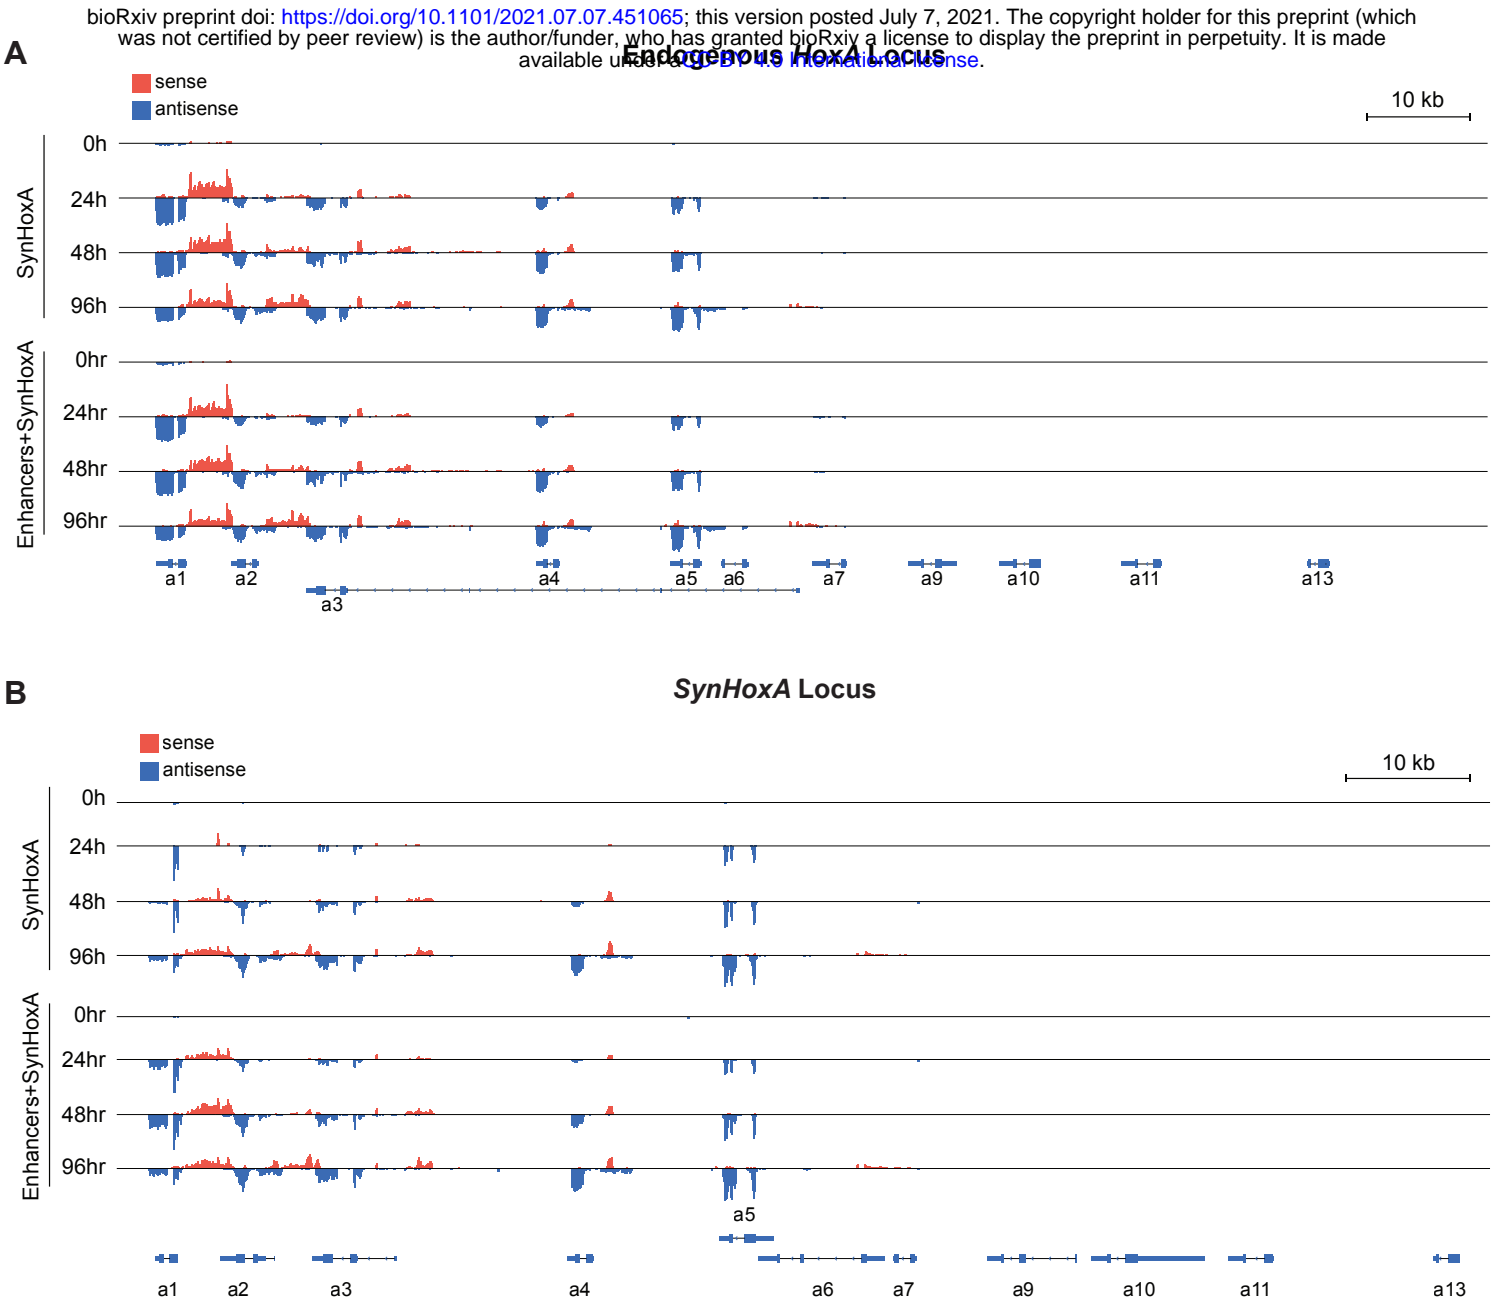 bioRxiv preprint doi: https://doi.org/10.1101/2021.07.07.451065; this version posted July 7, 2021. The copyright holder for this preprint (which
was not certified by peer review) is the author/funder, who has granted bioRxiv a license to display the preprint in perpetuity. It is made
available under aCC-BY 4.0 International license.
A
Endogenous HoxA Locus
sense
antisense
10 kb
SynHoxA
0h
24h
48h
96h
Enhancers+SynHoxA
0hr
24hr
48hr
96hr
a1 a2 a4 a5 a6 a7 a9 a10 a11 a13
a3
B
SynHoxA Locus
sense
antisense
10 kb
SynHoxA
0h
24h
48h
96h
Enhancers+SynHoxA
0hr
24hr
48hr
96hr
a5
a1 a2 a3 a4 a6 a7 a9 a10 a11 a13